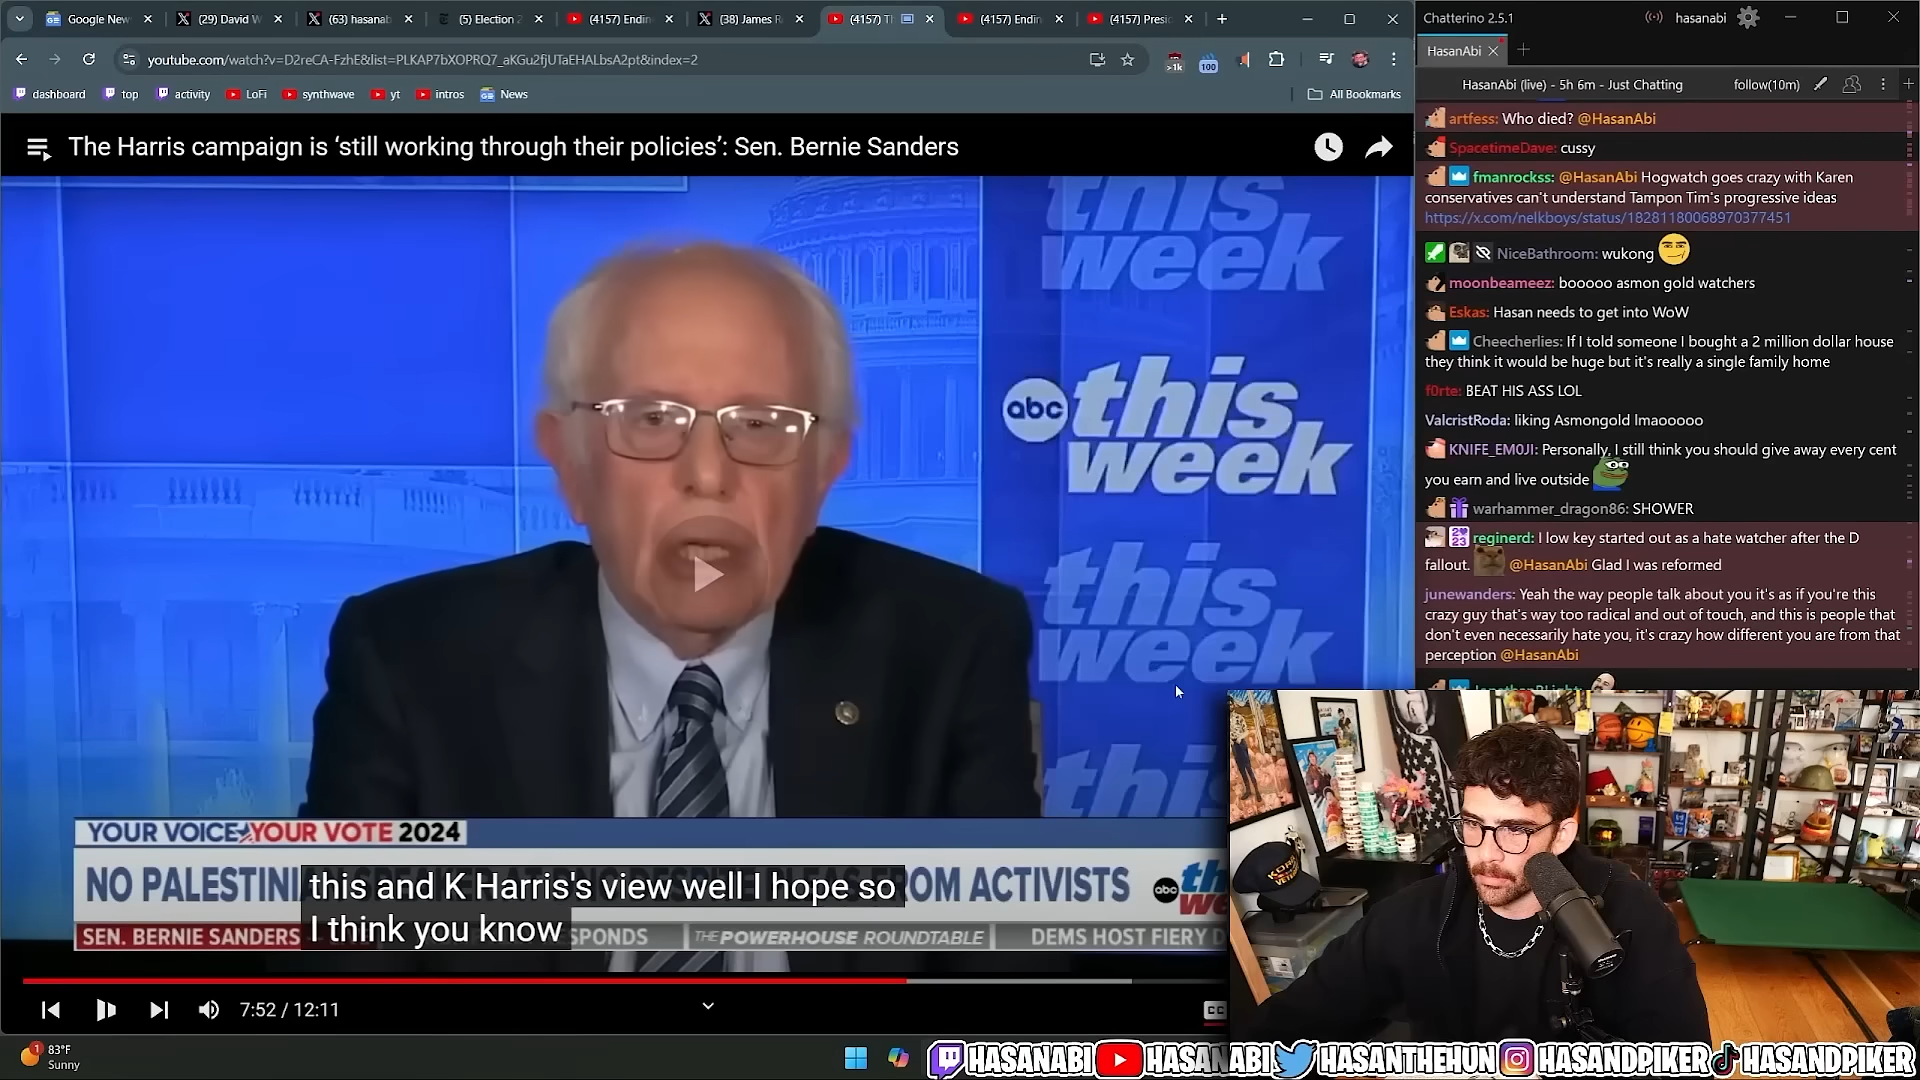 Google New
(29) David W
(63) hasanab
(5) Election 2
(4157) Endin
(38) James R
(4157) T
(4157) Endin
(4157) Presi
youtube.com/watch?v=D2reCA-FzhE&list=PLKAP7bXOPRQ7_aKGu2fjUTaEHALbsA2pt&index=2
>1k
100
dashboard
top
activity
LoFi
synthwave
yt
intros
News
All Bookmarks
The Harris campaign is ‘still working through their policies’: Sen. Bernie Sanders
this
week
abc this
week
this
week
thi
YOUR VOICE YOUR VOTE 2024
NO PALESTINI
ROM ACTIVISTS
abc th
We
this and K Harris's view well I hope so
I think you know
SEN. BERNIE SANDERS
SPONDS
THE POWERHOUSE ROUNDTABLE
DEMS HOST FIERY D
7:52 / 12:11
CC
1
83°F
Sunny
Chatterino 2.5.1
hasanabi
HasanAbi
HasanAbi (live) - 5h 6m - Just Chatting
follow(10m)
artfess: Who died? @HasanAbi
SpacetimeDave: cussy
fmanrockss: @HasanAbi Hogwatch goes crazy with Karen
conservatives can't understand Tampon Tim's progressive ideas
https://x.com/nelkboys/status/18281180068970377451
NiceBathroom: wukong
moonbeameez: booooo asmon gold watchers
Eskas: Hasan needs to get into WoW
Cheecherlies: If I told someone I bought a 2 million dollar house
they think it would be huge but it's really a single family home
f0rte: BEAT HIS ASS LOL
ValcristRoda: liking Asmongold lmaooooo
KNIFE_EM0JI: Personally, I still think you should give away every cent
you earn and live outside
warhammer_dragon86: SHOWER
reginerd: I low key started out as a hate watcher after the D
fallout. @HasanAbi Glad I was reformed
junewanders: Yeah the way people talk about you it's as if you're this
crazy guy that's way too radical and out of touch, and this is people that
don't even necessarily hate you, it's crazy how different you are from that
perception @HasanAbi
HASANABI
HASANABI
HASANTHEHUN
HASANDPIKER
HASANDPIKER